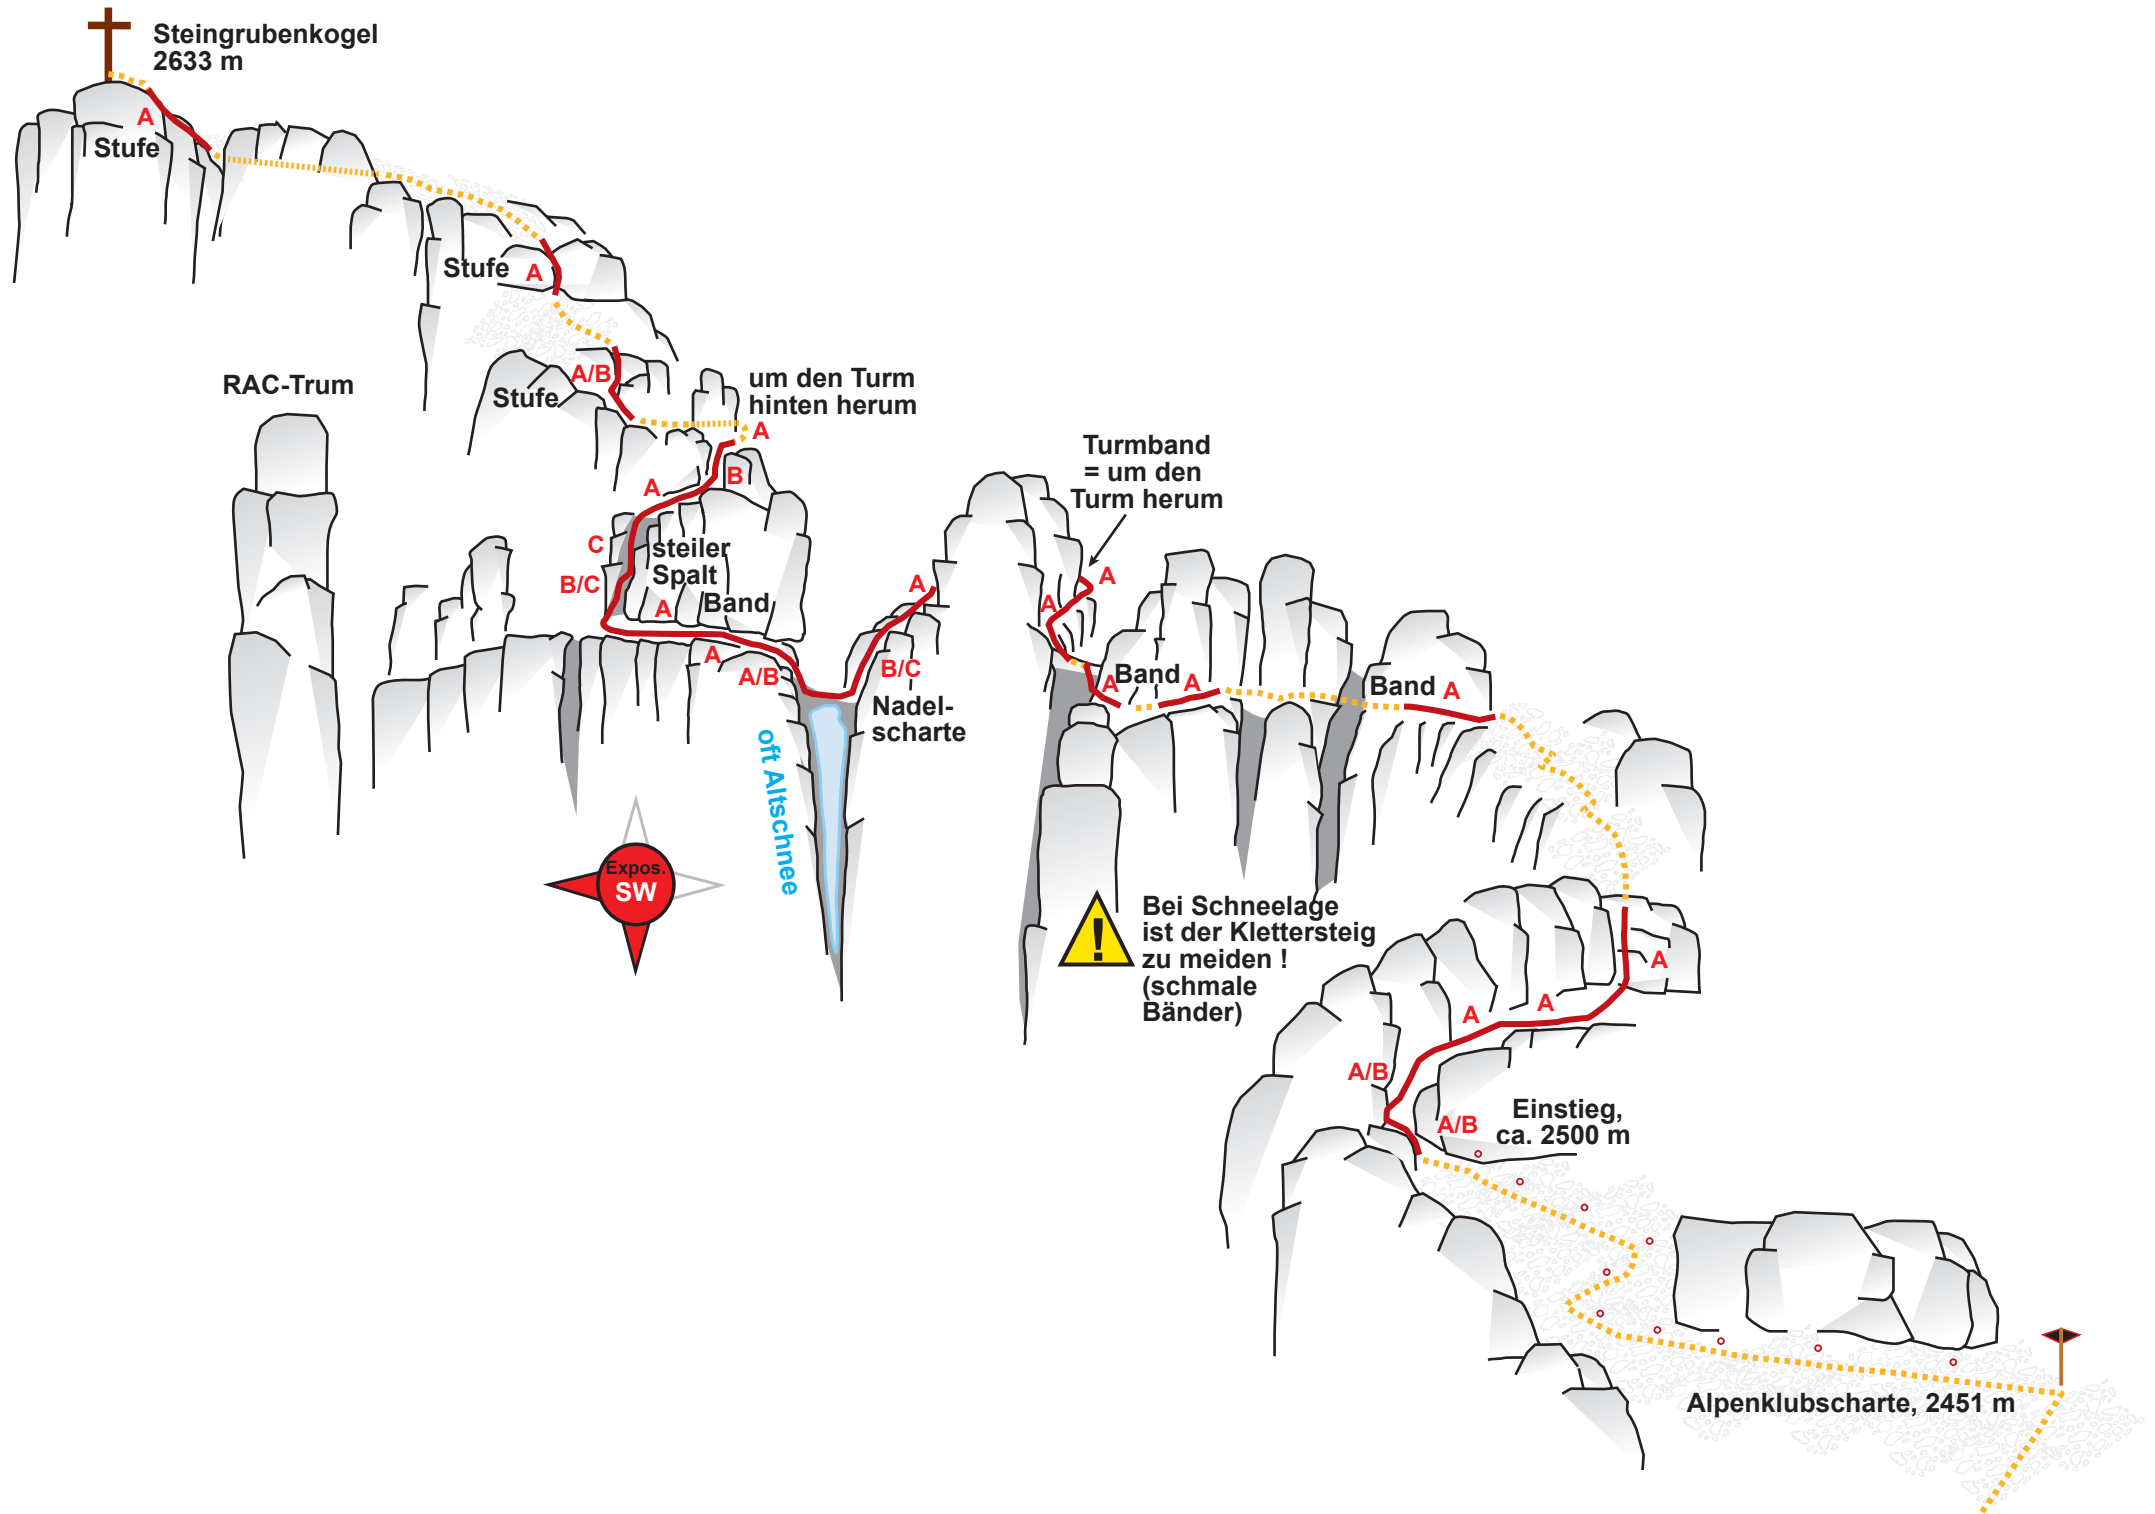 Steingrubenkogel
2633 m
A
Stufe
Stufe
A
RAC-Trum
A/B
Stufe
um den Turm
hinten herum
A
B
A
C
steiler
Spalt
B/C
A
Band
A
A/B
A
B/C
Nadel-
scharte
oft Altschnee
Turmband
= um den
Turm herum
A
A
A
Band
A
Band
A
Expos.
SW
!
Bei Schneelage
ist der Klettersteig
zu meiden !
(schmale
Bänder)
A
A
A
A/B
A/B
Einstieg,
ca. 2500 m
Alpenklubscharte, 2451 m